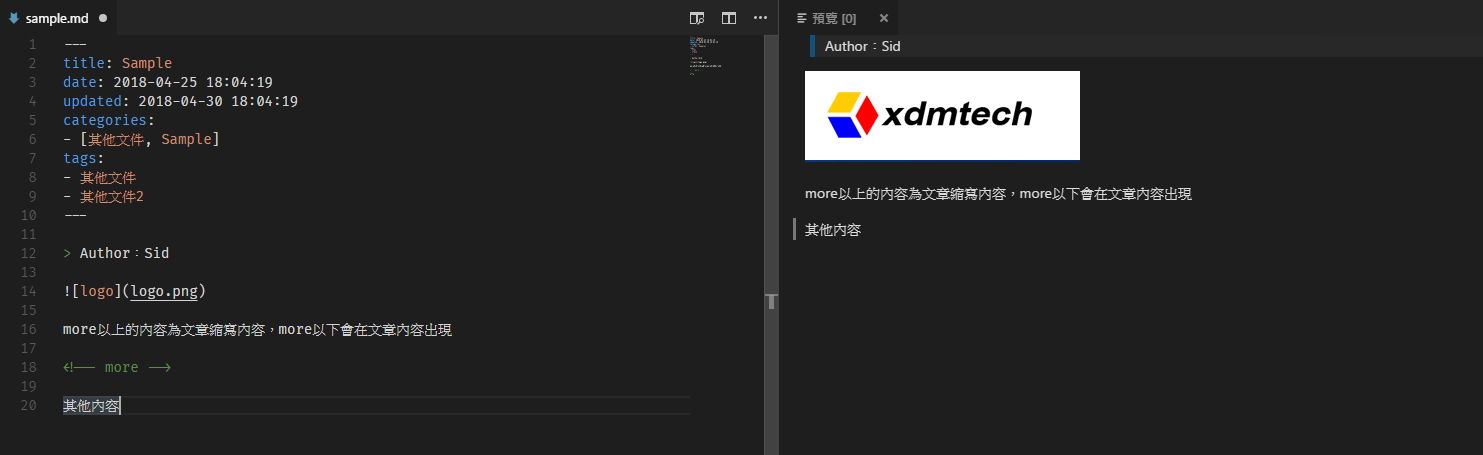 sample.md
1 ---
2 title: Sample
3 date: 2018-04-25 18:04:19
4 updated: 2018-04-30 18:04:19
5 categories:
6 - [其他文件, Sample]
7 tags:
8 - 其他文件
9 - 其他文件2
10 ---
11
12 > Author：Sid
13
14 ![logo](logo.png)
15
16 more以上的內容為文章縮寫內容，more以下會在文章內容出現
17
18 <!-- more -->
19
20 其他內容
預覽 [0]
Author：Sid
xdmtech
more以上的內容為文章縮寫內容，more以下會在文章內容出現
其他內容